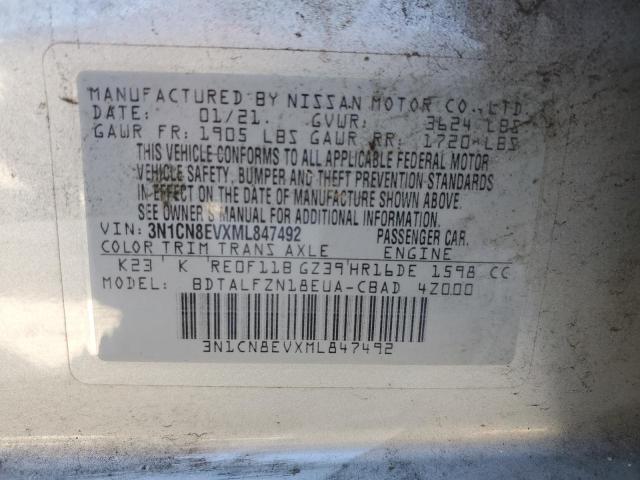 MANUFACTURED BY NISSAN MOTOR CO., LTD.
DATE: 01/21. GVWR: 3624 LBS
GAWR FR: 1905 LBS GAWR RR: 1720 LBS
THIS VEHICLE CONFORMS TO ALL APPLICABLE FEDERAL MOTOR
VEHICLE SAFETY, BUMPER AND THEFT PREVENTION STANDARDS
IN EFFECT ON THE DATE OF MANUFACTURE SHOWN ABOVE.
SEE OWNER'S MANUAL FOR ADDITIONAL INFORMATION.
VIN: 3N1CN8EVXML847492 PASSENGER CAR.
COLOR TRIM TRANS AXLE ENGINE
K23 K RE0F11B GZ39 HR16DE 1598 CC
MODEL: BDTALFZN18EUA-CBAD 4Z000
3N1CN8EVXML847492